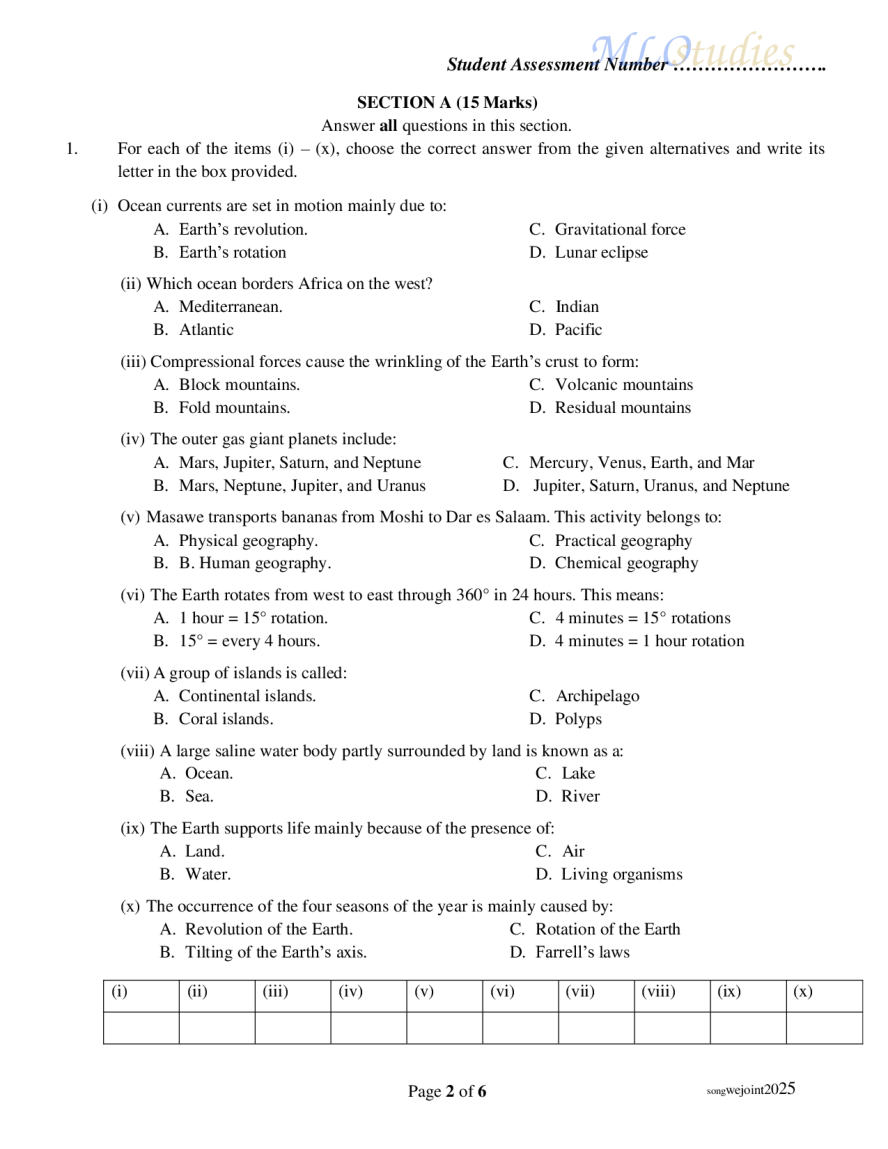 ML Studies
Student Assessment Number ……………………..
SECTION A (15 Marks)
Answer all questions in this section.
1. For each of the items (i) – (x), choose the correct answer from the given alternatives and write its
letter in the box provided.
(i) Ocean currents are set in motion mainly due to:
A. Earth’s revolution. C. Gravitational force
B. Earth’s rotation D. Lunar eclipse
(ii) Which ocean borders Africa on the west?
A. Mediterranean. C. Indian
B. Atlantic D. Pacific
(iii) Compressional forces cause the wrinkling of the Earth’s crust to form:
A. Block mountains. C. Volcanic mountains
B. Fold mountains. D. Residual mountains
(iv) The outer gas giant planets include:
A. Mars, Jupiter, Saturn, and Neptune C. Mercury, Venus, Earth, and Mar
B. Mars, Neptune, Jupiter, and Uranus D. Jupiter, Saturn, Uranus, and Neptune
(v) Masawe transports bananas from Moshi to Dar es Salaam. This activity belongs to:
A. Physical geography. C. Practical geography
B. B. Human geography. D. Chemical geography
(vi) The Earth rotates from west to east through 360° in 24 hours. This means:
A. 1 hour = 15° rotation. C. 4 minutes = 15° rotations
B. 15° = every 4 hours. D. 4 minutes = 1 hour rotation
(vii) A group of islands is called:
A. Continental islands. C. Archipelago
B. Coral islands. D. Polyps
(viii) A large saline water body partly surrounded by land is known as a:
A. Ocean. C. Lake
B. Sea. D. River
(ix) The Earth supports life mainly because of the presence of:
A. Land. C. Air
B. Water. D. Living organisms
(x) The occurrence of the four seasons of the year is mainly caused by:
A. Revolution of the Earth. C. Rotation of the Earth
B. Tilting of the Earth’s axis. D. Farrell’s laws
(i) (ii) (iii) (iv) (v) (vi) (vii) (viii) (ix) (x)
Page 2 of 6 songwejoint2025